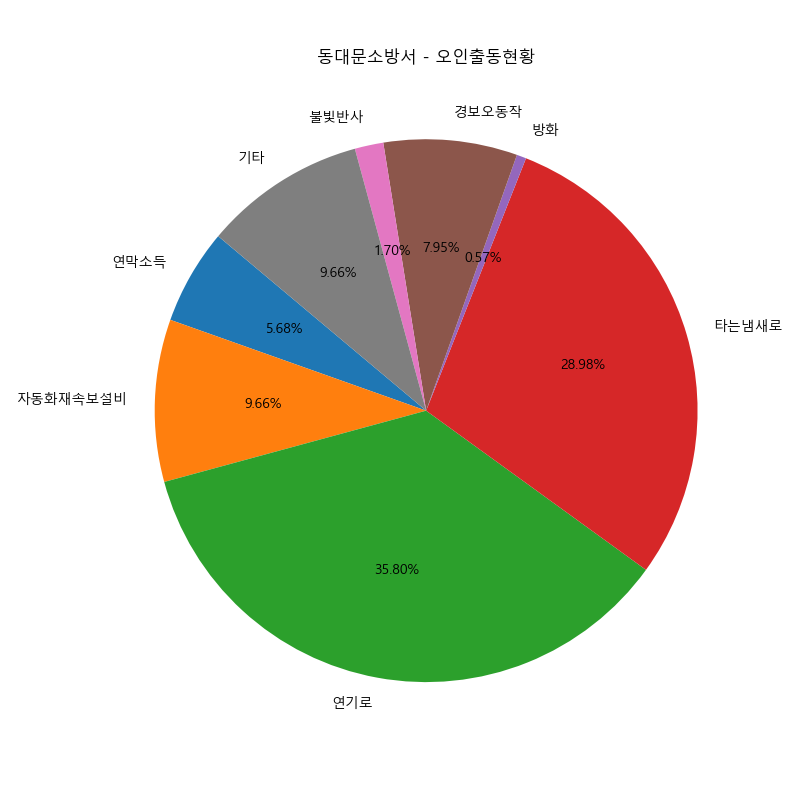 동대문소방서 - 오인출동현황
불빛반사
경보오동작
방화
기타
연막소득
자동화재속보설비
타는냄새로
연기로
1.70%
7.95%
0.57%
9.66%
5.68%
9.66%
28.98%
35.80%